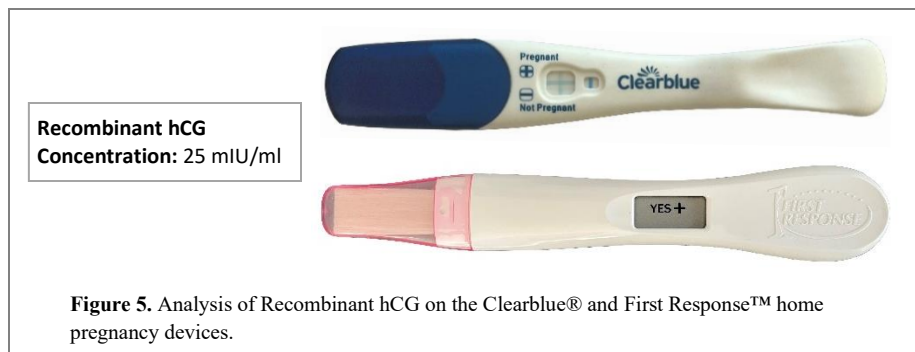 Recombinant hCG
Concentration: 25 mIU/ml
Pregnant
Clearblue
Not Pregnant
YES+
FIRST
RESPONSE
Figure 5. Analysis of Recombinant hCG on the Clearblue® and First Response™ home
pregnancy devices.